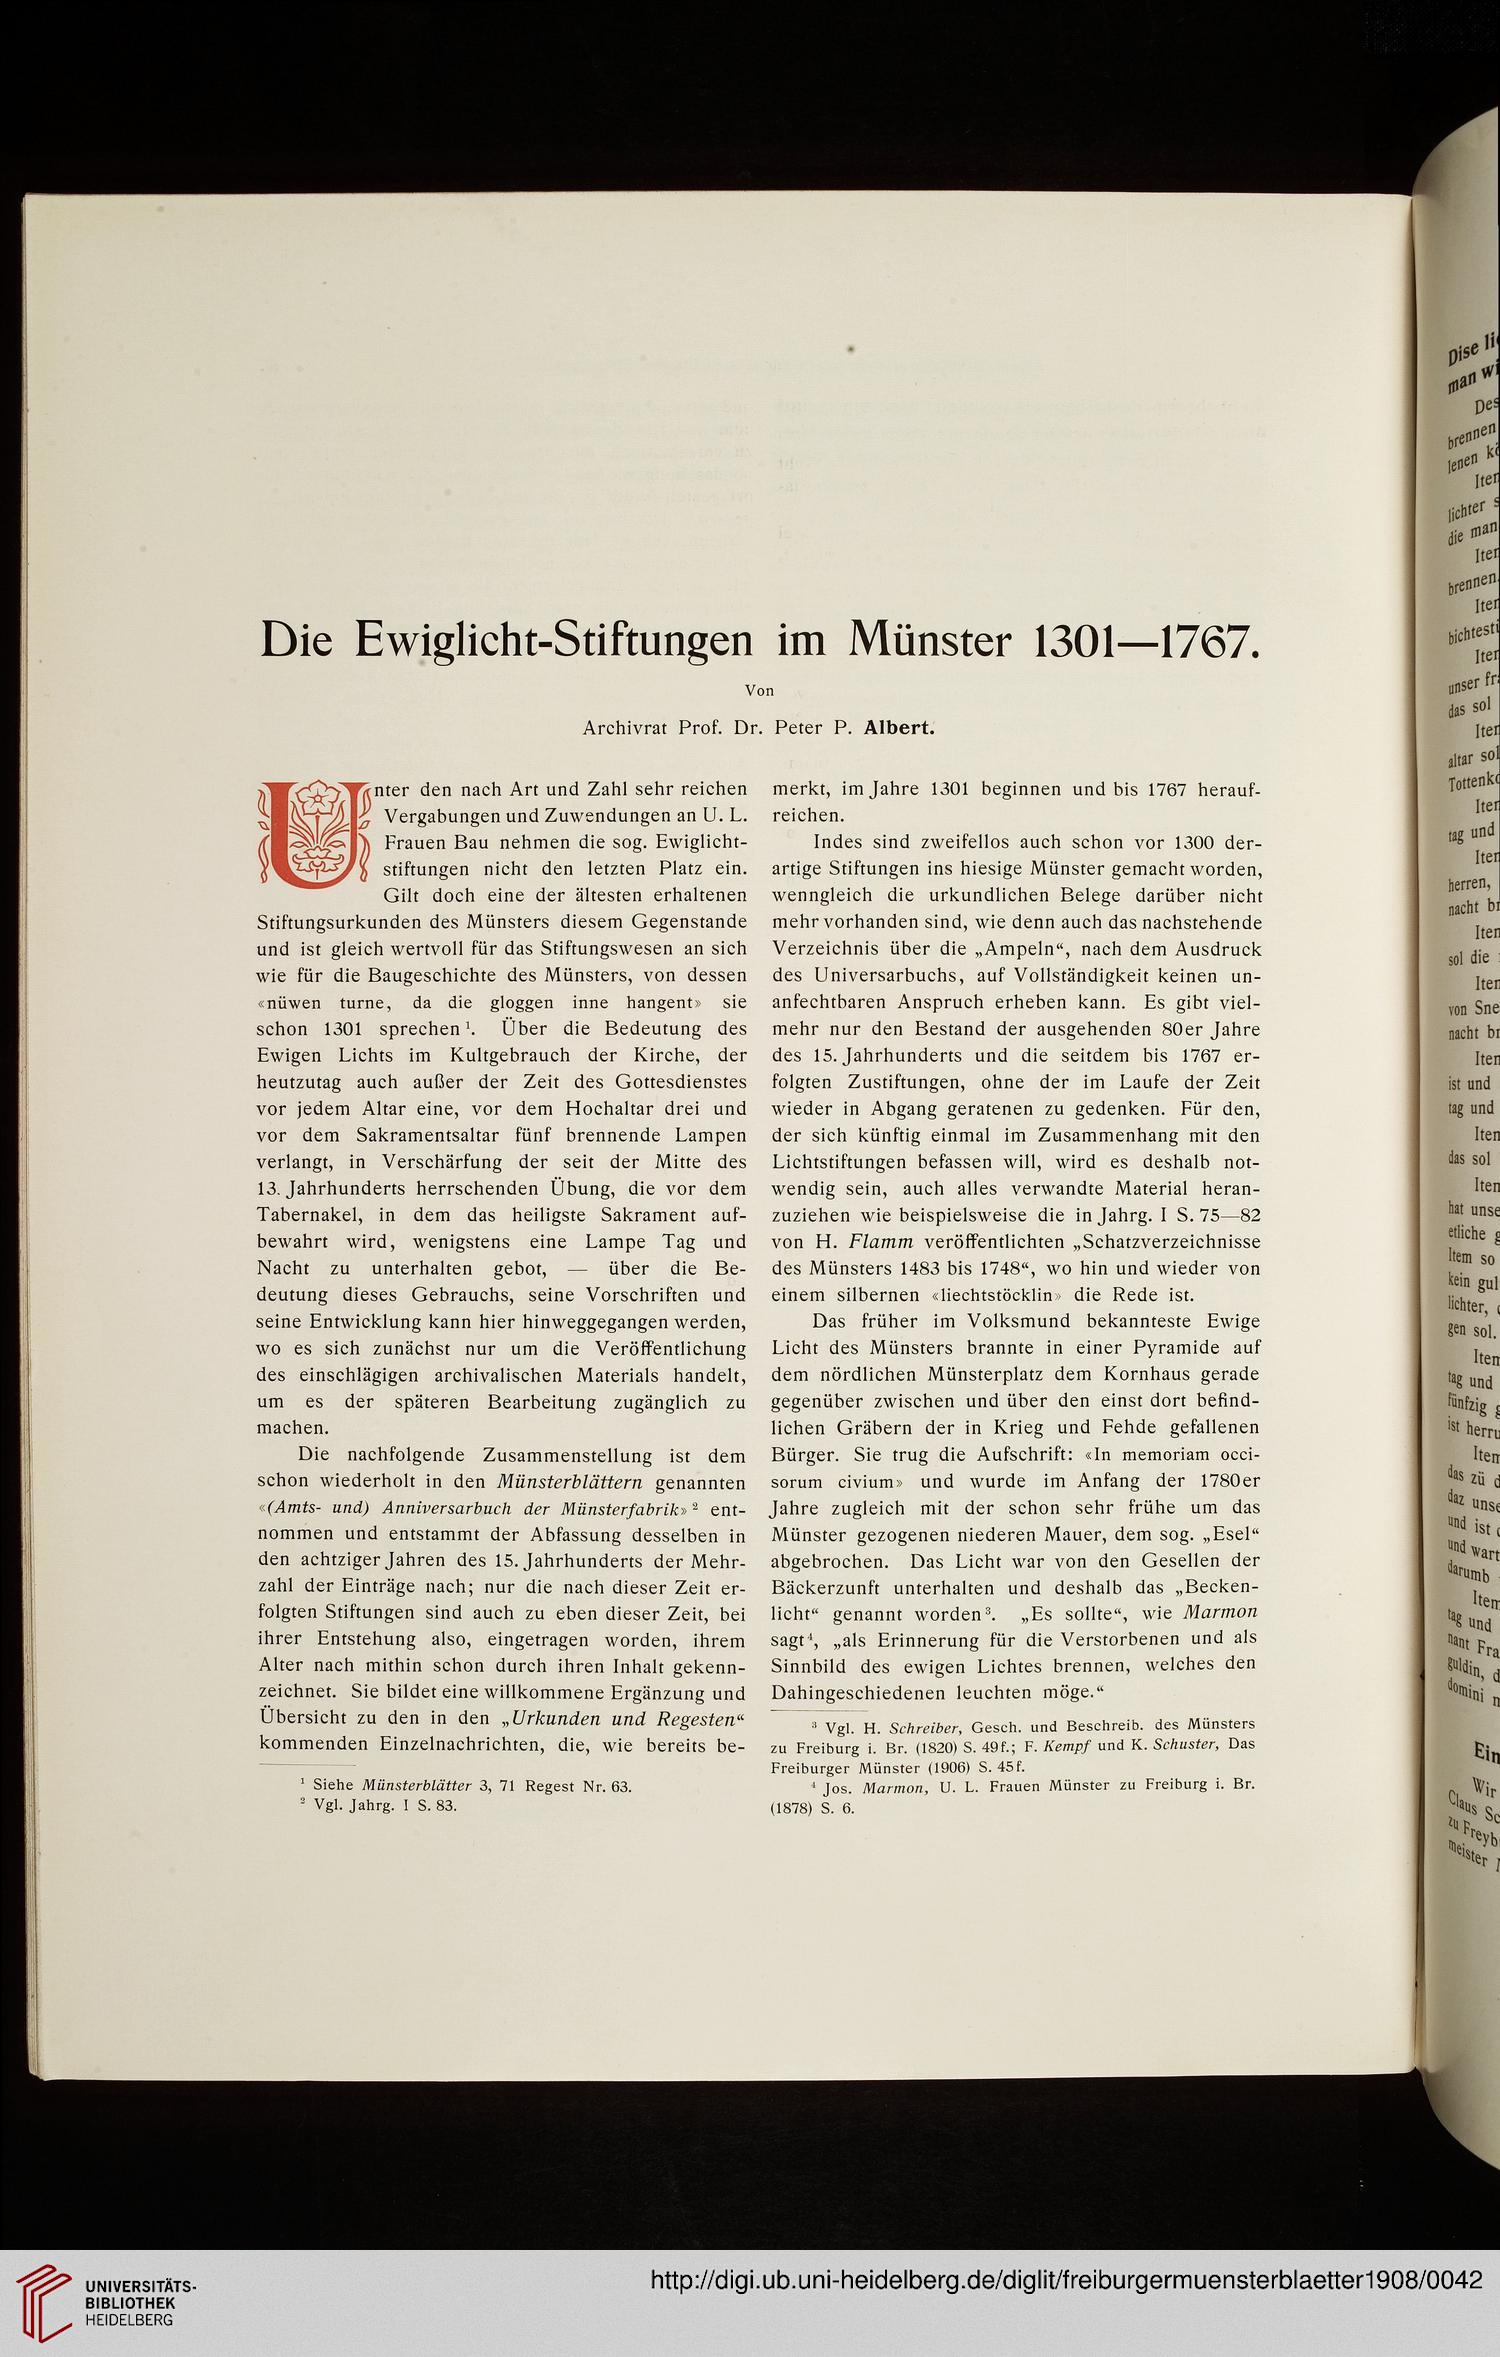 Die Ewiglicht-Stiftungen im Münster 1301—1767.
Von
Archivrat Prof. Dr. Peter P. Albert.
Unter den nach Art und Zahl sehr reichen
Vergabungen und Zuwendungen an U. L.
Frauen Bau nehmen die sog. Ewiglicht-
stiftungen nicht den letzten Platz ein.
Gilt doch eine der ältesten erhaltenen
Stiftungsurkunden des Münsters diesem Gegenstande
und ist gleich wertvoll für das Stiftungswesen an sich
wie für die Baugeschichte des Münsters, von dessen
«nüwen turne, da die gloggen inne hangent» sie
schon 1301 sprechen¹. Über die Bedeutung des
Ewigen Lichts im Kultgebrauch der Kirche, der
heutzutag auch außer der Zeit des Gottesdienstes
vor jedem Altar eine, vor dem Hochaltar drei und
vor dem Sakramentsaltar fünf brennende Lampen
verlangt, in Verschärfung der seit der Mitte des
13. Jahrhunderts herrschenden Übung, die vor dem
Tabernakel, in dem das heiligste Sakrament auf-
bewahrt wird, wenigstens eine Lampe Tag und
Nacht zu unterhalten gebot, — über die Be-
deutung dieses Gebrauchs, seine Vorschriften und
seine Entwicklung kann hier hinweggegangen werden,
wo es sich zunächst nur um die Veröffentlichung
des einschlägigen archivalischen Materials handelt,
um es der späteren Bearbeitung zugänglich zu
machen.
Die nachfolgende Zusammenstellung ist dem
schon wiederholt in den Münsterblättern genannten
«(Amts- und) Anniversarbuch der Münsterfabrik»² ent-
nommen und entstammt der Abfassung desselben in
den achtziger Jahren des 15. Jahrhunderts der Mehr-
zahl der Einträge nach; nur die nach dieser Zeit er-
folgten Stiftungen sind auch zu eben dieser Zeit, bei
ihrer Entstehung also, eingetragen worden, ihrem
Alter nach mithin schon durch ihren Inhalt gekenn-
zeichnet. Sie bildet eine willkommene Ergänzung und
Übersicht zu den in den „Urkunden und Regesten“
kommenden Einzelnachrichten, die, wie bereits be-
¹ Siehe Münsterblätter 3, 71 Regest Nr. 63.
² Vgl. Jahrg. I S. 83.
merkt, im Jahre 1301 beginnen und bis 1767 herauf-
reichen.
Indes sind zweifellos auch schon vor 1300 der-
artige Stiftungen ins hiesige Münster gemacht worden,
wenngleich die urkundlichen Belege darüber nicht
mehr vorhanden sind, wie denn auch das nachstehende
Verzeichnis über die „Ampeln“, nach dem Ausdruck
des Universarbuchs, auf Vollständigkeit keinen un-
anfechtbaren Anspruch erheben kann. Es gibt viel-
mehr nur den Bestand der ausgehenden 80er Jahre
des 15. Jahrhunderts und die seitdem bis 1767 er-
folgten Zustiftungen, ohne der im Laufe der Zeit
wieder in Abgang geratenen zu gedenken. Für den,
der sich künftig einmal im Zusammenhang mit den
Lichtstiftungen befassen will, wird es deshalb not-
wendig sein, auch alles verwandte Material heran-
zuziehen wie beispielsweise die in Jahrg. I S. 75—82
von H. Flamm veröffentlichten „Schatzverzeichnisse
des Münsters 1483 bis 1748“, wo hin und wieder von
einem silbernen «liechtstöcklin» die Rede ist.
Das früher im Volksmund bekannteste Ewige
Licht des Münsters brannte in einer Pyramide auf
dem nördlichen Münsterplatz dem Kornhaus gerade
gegenüber zwischen und über den einst dort befind-
lichen Gräbern der in Krieg und Fehde gefallenen
Bürger. Sie trug die Aufschrift: «In memoriam occi-
sorum civium» und wurde im Anfang der 1780er
Jahre zugleich mit der schon sehr frühe um das
Münster gezogenen niederen Mauer, dem sog. „Esel“
abgebrochen. Das Licht war von den Gesellen der
Bäckerzunft unterhalten und deshalb das „Becken-
licht“ genannt worden³. „Es sollte“, wie Marmon
sagt⁴, „als Erinnerung für die Verstorbenen und als
Sinnbild des ewigen Lichtes brennen, welches den
Dahingeschiedenen leuchten möge.“
³ Vgl. H. Schreiber, Gesch. und Beschreib. des Münsters
zu Freiburg i. Br. (1820) S. 49f.; F. Kempf und K. Schuster, Das
Freiburger Münster (1906) S. 45f.
⁴ Jos. Marmon, U. L. Frauen Münster zu Freiburg i. Br.
(1878) S. 6.
UNIVERSITÄTS-
BIBLIOTHEK
HEIDELBERG
http://digi.ub.uni-heidelberg.de/diglit/freiburgermuensterblaetter1908/0042